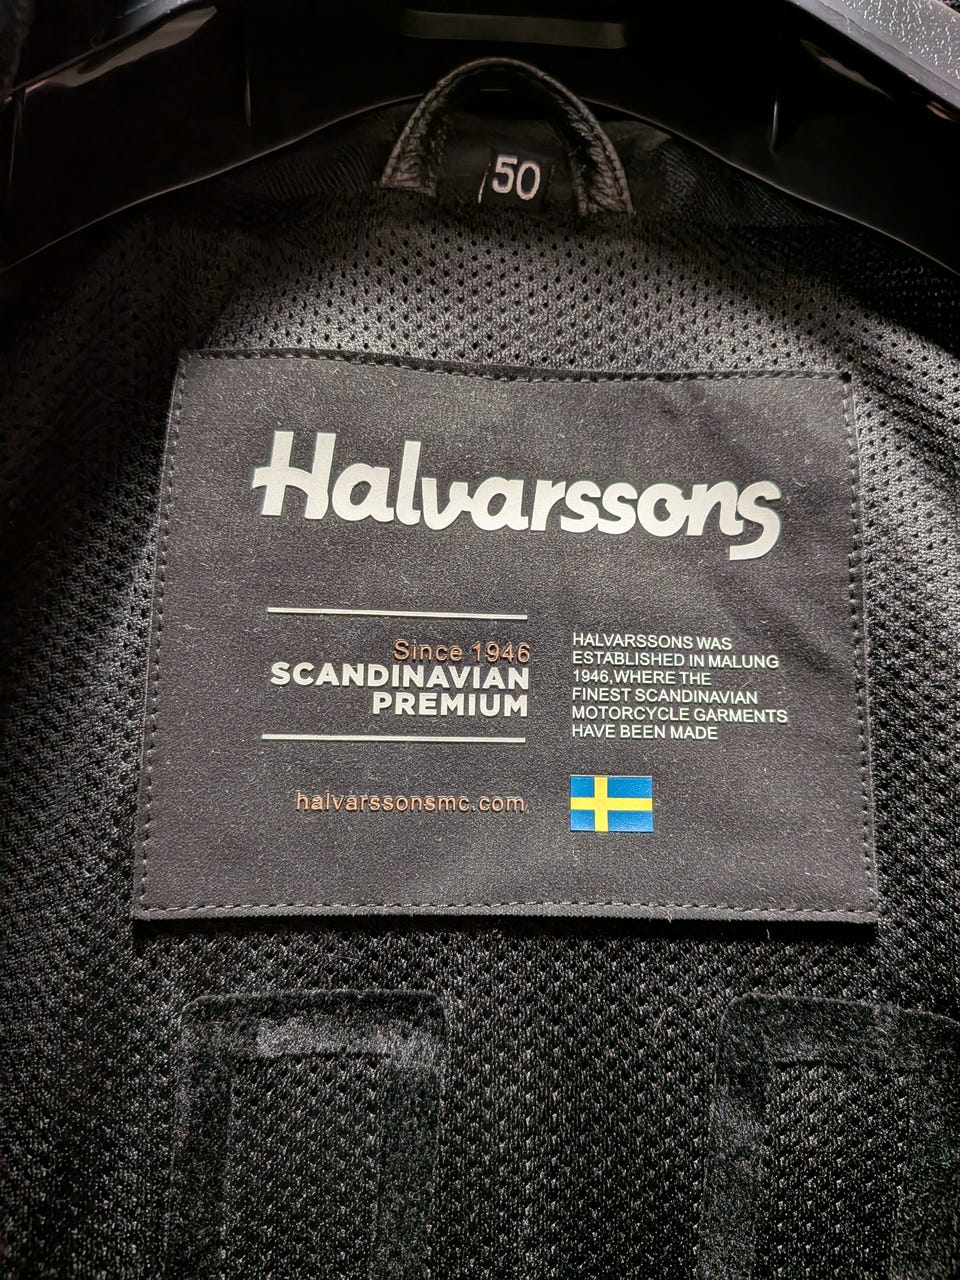 50
Halvarssons
Since 1946
SCANDINAVIAN
PREMIUM
halvarssonsmc.com
HALVARSSONS WAS
ESTABLISHED IN MALUNG
1946,WHERE THE
FINEST SCANDINAVIAN
MOTORCYCLE GARMENTS
HAVE BEEN MADE